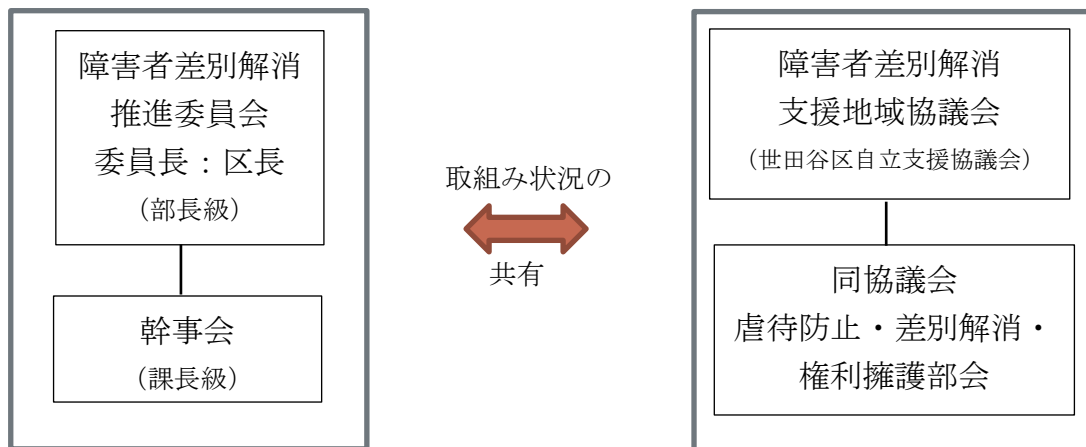 障害者差別解消
推進委員会
委員長：区長
（部長級）
幹事会
（課長級）
取組み状況の
共有
障害者差別解消
支援地域協議会
（世田谷区自立支援協議会）
同協議会
虐待防止・差別解消・
権利擁護部会